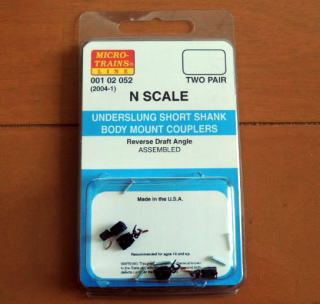 MICRO-
TRAINS®
LINE
001 02 052
(2004-1)
TWO PAIR
N SCALE
UNDERSLUNG SHORT SHANK
BODY MOUNT COUPLERS
Reverse Draft Angle
ASSEMBLED
Made in the U.S.A.
Recommended for ages 14 and up.